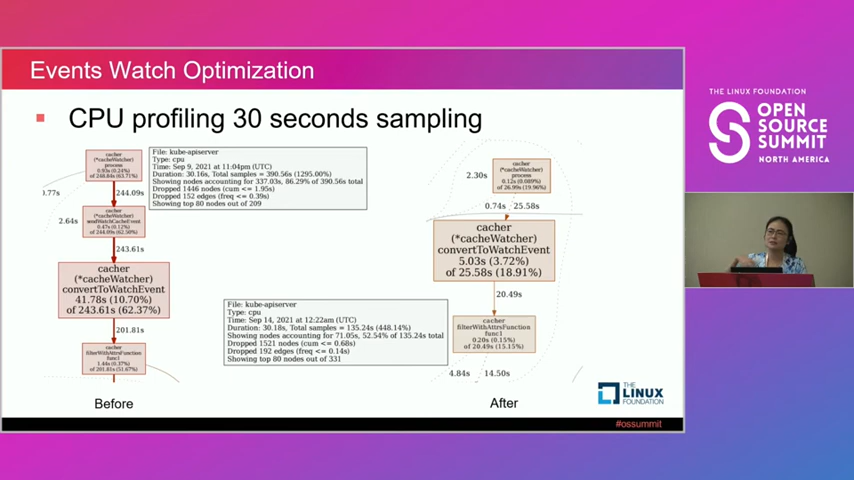 THE LINUX FOUNDATION
OPEN
SOURCE
SUMMIT
NORTH AMERICA
Events Watch Optimization
CPU profiling 30 seconds sampling
cacher
(*cacheWatcher)
process
0.93s (0.24%)
of 248.84s (63.71%)
File: kube-apiserver
Type: cpu
Time: Sep 9, 2021 at 11:04pm (UTC)
Duration: 30.16s, Total samples = 390.56s (1295.00%)
Showing nodes accounting for 337.03s, 86.29% of 390.56s total
Dropped 1446 nodes (cum <= 1.95s)
Dropped 152 edges (freq <= 0.39s)
Showing top 80 nodes out of 209
244.09s
2.64s
cacher
(*cacheWatcher)
sendWatchCacheEvent
0.47s (0.12%)
of 244.09s (62.50%)
243.61s
cacher
(*cacheWatcher)
convertToWatchEvent
41.78s (10.70%)
of 243.61s (62.37%)
201.81s
cacher
filterWithAttrsFunction
func1
1.44s (0.37%)
of 201.81s (51.67%)
Before
File: kube-apiserver
Type: cpu
Time: Sep 14, 2021 at 12:22am (UTC)
Duration: 30.18s, Total samples = 135.24s (448.14%)
Showing nodes accounting for 71.05s, 52.54% of 135.24s total
Dropped 1521 nodes (cum <= 0.68s)
Dropped 192 edges (freq <= 0.14s)
Showing top 80 nodes out of 331
2.30s
cacher
(*cacheWatcher)
process
0.12s (0.089%)
of 26.99s (19.96%)
0.74s 25.58s
cacher
(*cacheWatcher)
convertToWatchEvent
5.03s (3.72%)
of 25.58s (18.91%)
20.49s
cacher
filterWithAttrsFunction
func1
0.20s (0.15%)
of 20.49s (15.15%)
4.84s 14.50s
After
THE
LINUX
FOUNDATION
#ossummit